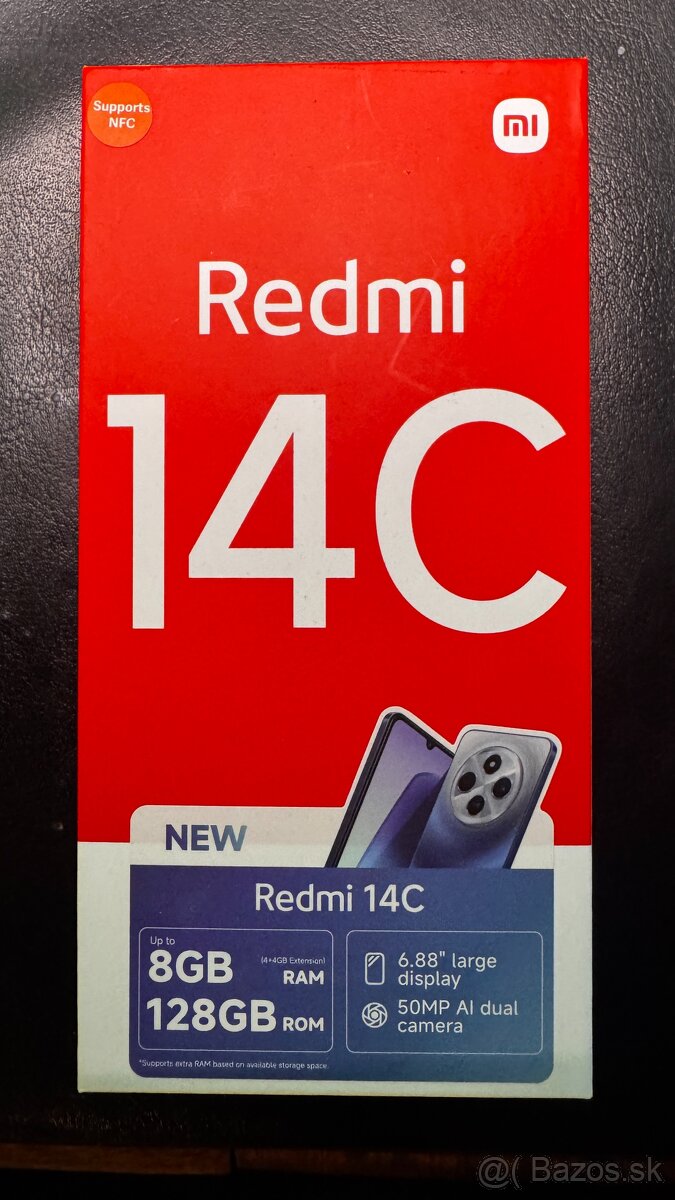 Supports
NFC
mi
Redmi
14C
NEW
Redmi 14C
Up to
8GB (4+4GB Extension) RAM
128GB ROM
6.88" large
display
50MP AI dual
camera
*Supports extra RAM based on available storage space.
@( Bazos.sk